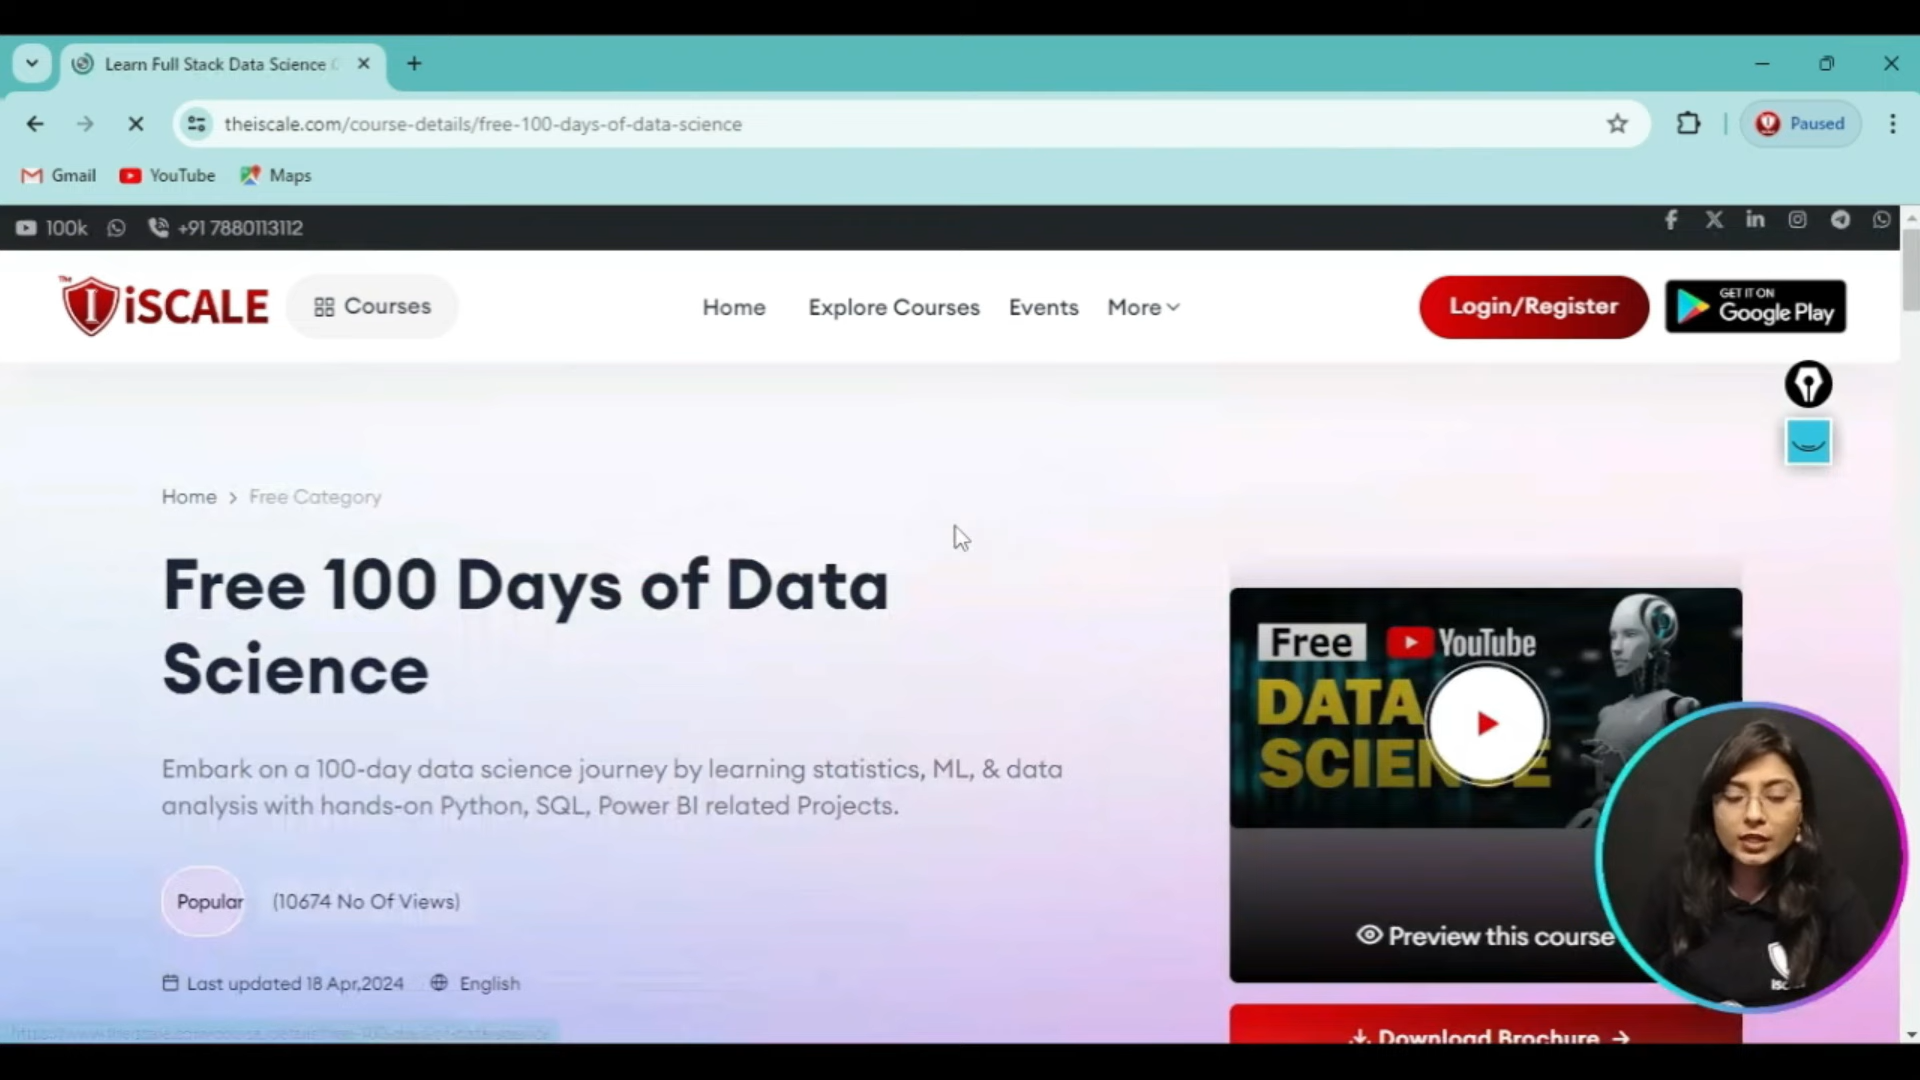 Learn Full Stack Data Science
theiscale.com/course-details/free-100-days-of-data-science
Paused
Gmail
YouTube
Maps
100k
+91 7880113112
The iSCALE
Courses
Home
Explore Courses
Events
More
Login/Register
GET IT ON
Google Play
Home > Free Category
Free 100 Days of Data
Science
Embark on a 100-day data science journey by learning statistics, ML, & data
analysis with hands-on Python, SQL, Power BI related Projects.
Popular
(10674 No Of Views)
Last updated 18 Apr,2024
English
Free YouTube
DATA
SCIEN
Preview this course
Download Brochure →